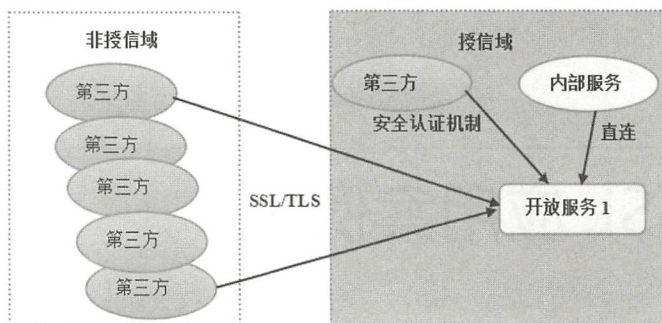 非授信域
授信域
第三方
第三方
第三方
第三方
第三方
第三方
内部服务
安全认证机制
直连
SSL/TLS
开放服务 1